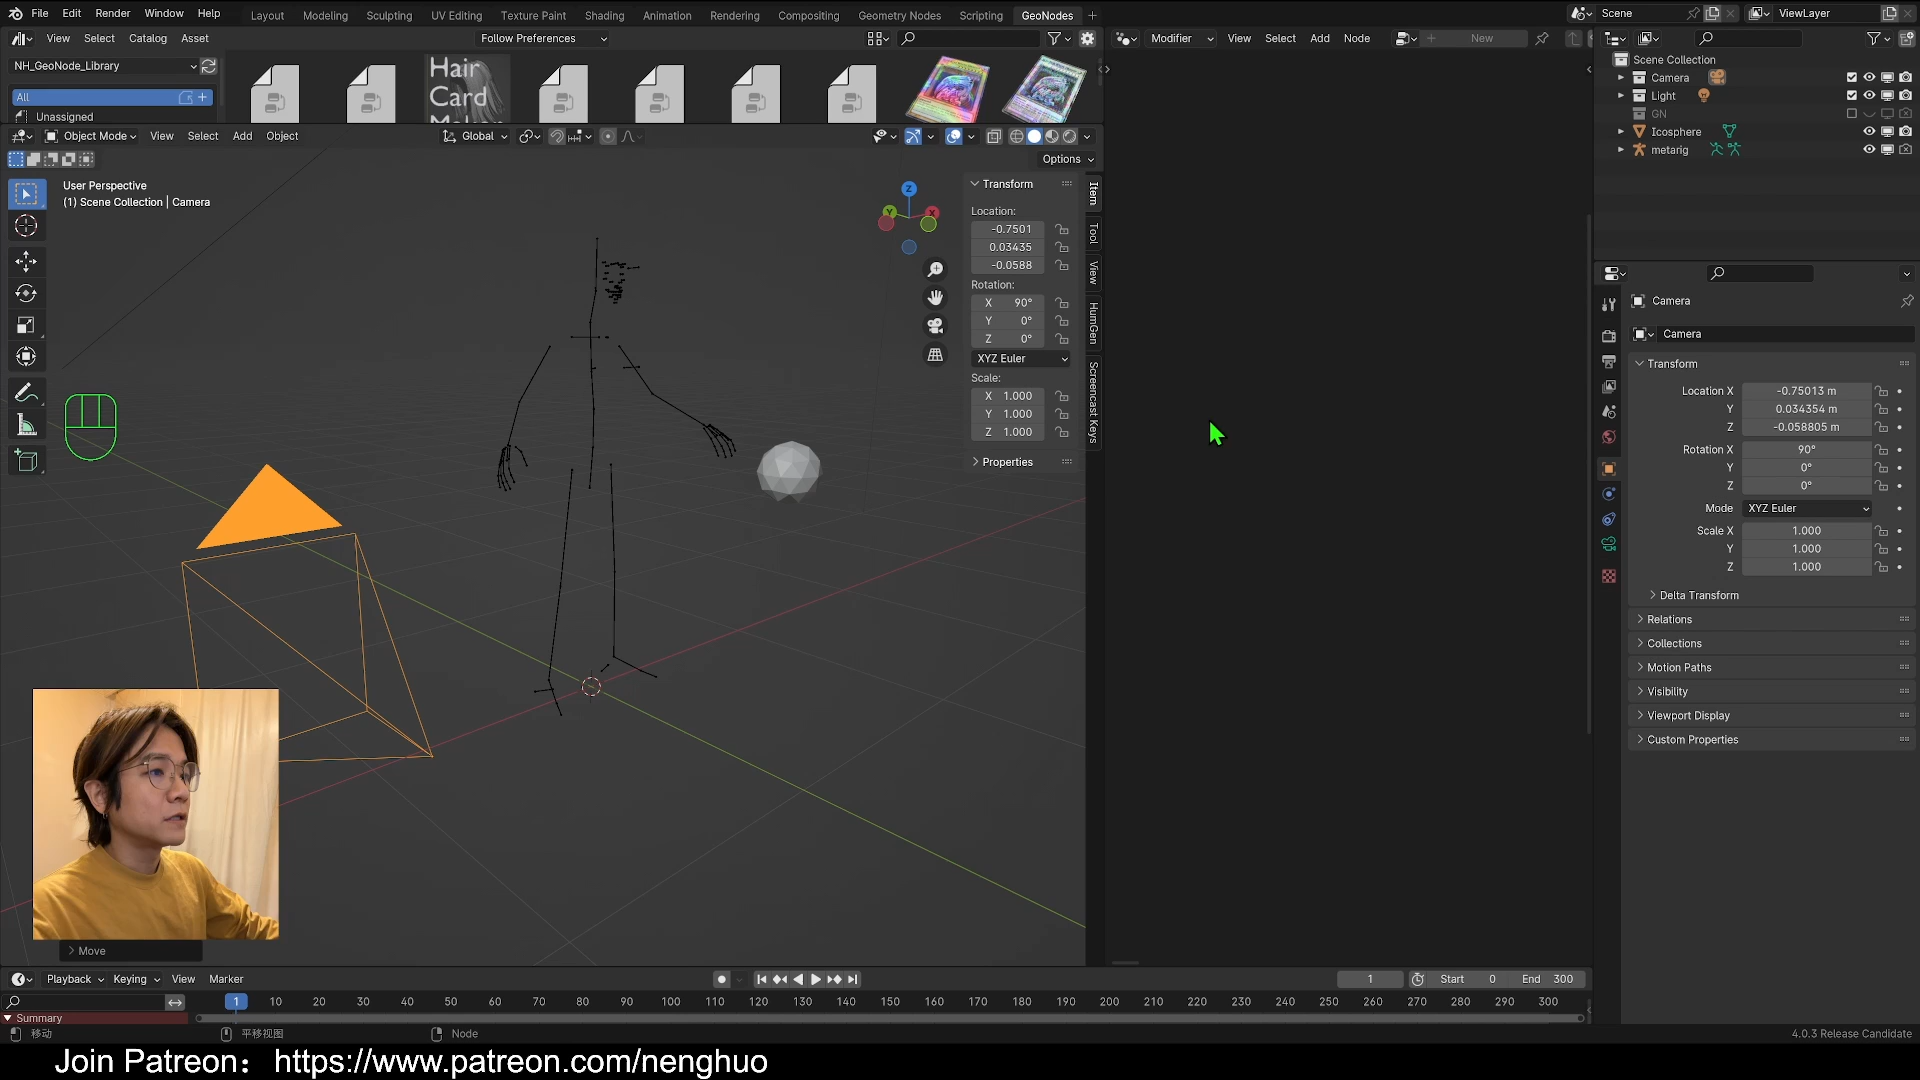 File Edit Render Window Help
Layout Modeling Sculpting UV Editing Texture Paint Shading Animation Rendering Compositing Geometry Nodes Scripting GeoNodes
Scene ViewLayer
View Select Catalog Asset Follow Preferences
Modifier View Select Add Node New
NH_GeoNode_Library
All
Unassigned
Hair
Card
Scene Collection
Camera
Light
GN
Icosphere
metarig
Object Mode View Select Add Object Global
Options
User Perspective
(1) Scene Collection | Camera
Z
Y
X
Transform
Location:
-0.7501
0.03435
-0.0588
Rotation:
X 90°
Y 0°
Z 0°
XYZ Euler
Scale:
X 1.000
Y 1.000
Z 1.000
Properties
Item
Tool
View
HumGen
Screencast Keys
Camera
Camera
Transform
Location X -0.75013 m
Y 0.034354 m
Z -0.058805 m
Rotation X 90°
Y 0°
Z 0°
Mode XYZ Euler
Scale X 1.000
Y 1.000
Z 1.000
Delta Transform
Relations
Collections
Motion Paths
Visibility
Viewport Display
Custom Properties
Move
Playback Keying View Marker
1 Start 0 End 300
1 10 20 30 40 50 60 70 80 90 100 110 120 130 140 150 160 170 180 190 200 210 220 230 240 250 260 270 280 290 300
Summary
移动 平移视图 Node
4.0.3 Release Candidate
Join Patreon： https://www.patreon.com/nenghuo